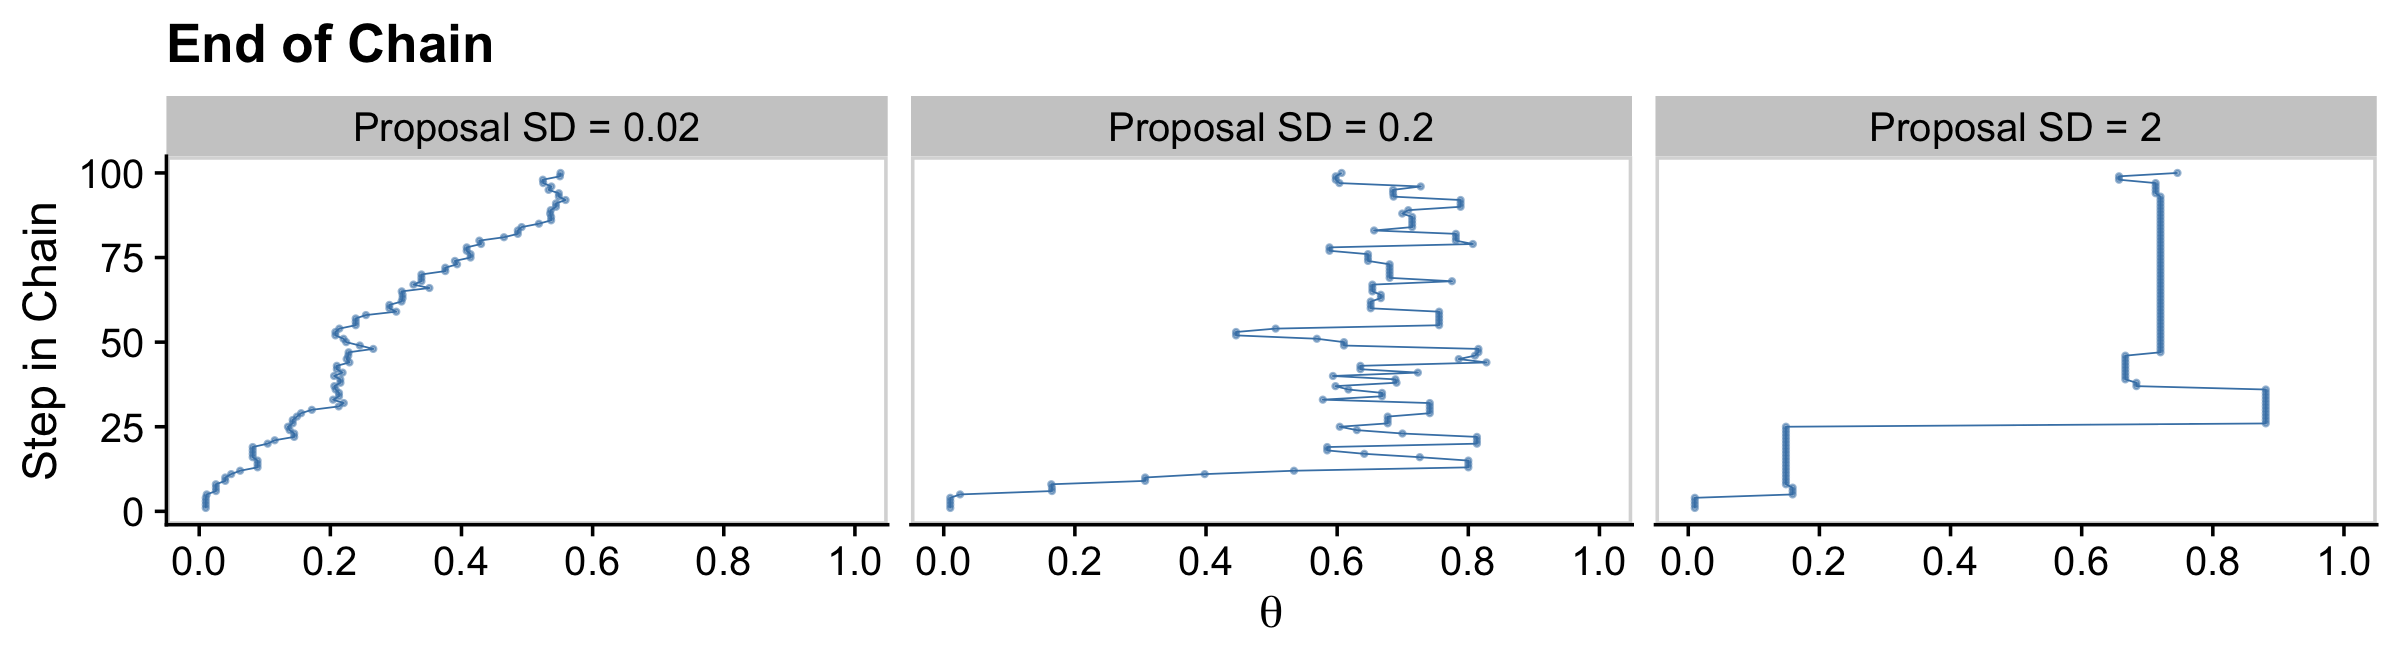 End of Chain
Proposal SD = 0.02 Proposal SD = 0.2 Proposal SD = 2
Step in Chain
100
75
50
25
0
0.0 0.2 0.4 0.6 0.8 1.0 0.0 0.2 0.4 0.6 0.8 1.0 0.0 0.2 0.4 0.6 0.8 1.0
θ